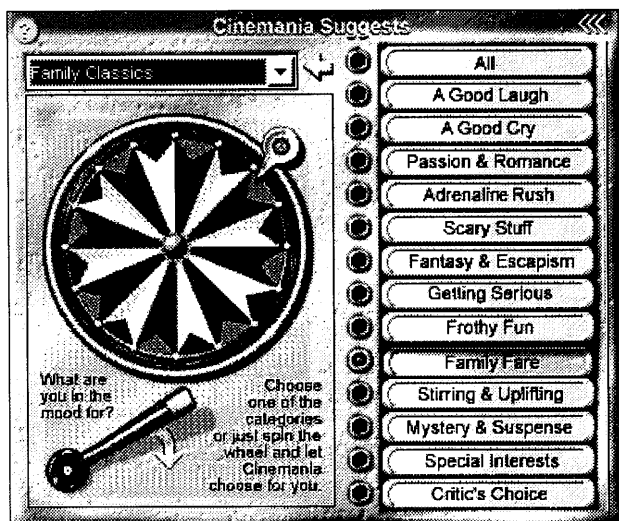 Cinemania Suggests
Family Classics
What are
you in the
mood for?
Choose
one of the
categories
or just spin the
wheel and let
Cinemania
choose for you.
All
A Good Laugh
A Good Cry
Passion & Romance
Adrenaline Rush
Scary Stuff
Fantasy & Escapism
Getting Serious
Frothy Fun
Family Fare
Stirring & Uplifting
Mystery & Suspense
Special Interests
Critic's Choice